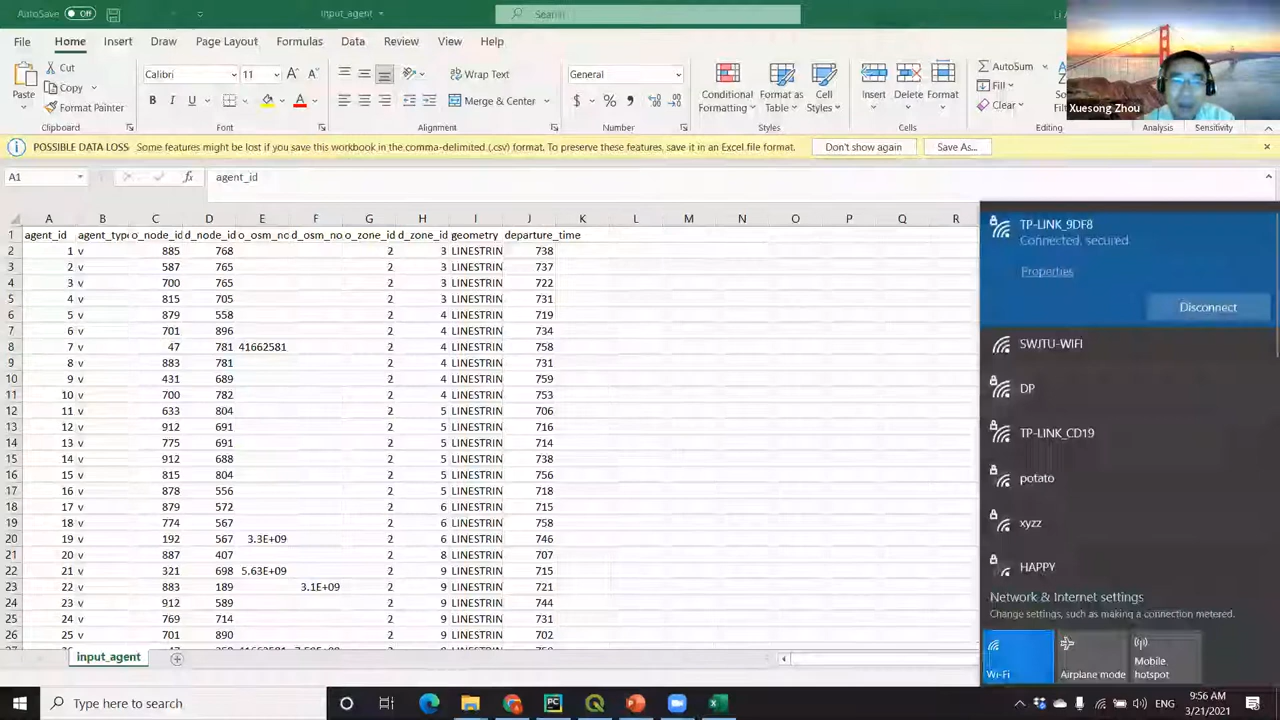 AutoSave Off input_agent Search
File Home Insert Draw Page Layout Formulas Data Review View Help
Paste Cut Copy Format Painter Clipboard
Calibri 11 B I U A Font
Wrap Text Merge & Center Alignment
General $ % Number
Conditional Formatting Format as Table Cell Styles Styles
Insert Delete Format Cells
AutoSum Fill Clear Editing
Analysis Sensitivity
Xuesong Zhou
POSSIBLE DATA LOSS Some features might be lost if you save this workbook in the comma-delimited (.csv) format. To preserve these features, save it in an Excel file format. Don't show again Save As...
A1 fx agent_id
A B C D E F G H I J K L M N O P Q R
1 agent_id agent_type o_node_id d_node_id o_osm_no d_osm_no o_zone_id d_zone_id geometry departure_time
2 1 v 885 768 2 3 LINESTRIN 738
3 2 v 587 765 2 3 LINESTRIN 737
4 3 v 700 765 2 3 LINESTRIN 722
5 4 v 815 705 2 3 LINESTRIN 731
6 5 v 879 558 2 4 LINESTRIN 719
7 6 v 701 896 2 4 LINESTRIN 734
8 7 v 47 781 41662581 2 4 LINESTRIN 758
9 8 v 883 781 2 4 LINESTRIN 731
10 9 v 431 689 2 4 LINESTRIN 759
11 10 v 700 782 2 4 LINESTRIN 753
12 11 v 633 804 2 5 LINESTRIN 706
13 12 v 912 691 2 5 LINESTRIN 716
14 13 v 775 691 2 5 LINESTRIN 714
15 14 v 912 688 2 5 LINESTRIN 738
16 15 v 815 804 2 5 LINESTRIN 756
17 16 v 878 556 2 5 LINESTRIN 718
18 17 v 879 572 2 6 LINESTRIN 715
19 18 v 774 567 2 6 LINESTRIN 758
20 19 v 192 567 3.3E+09 2 6 LINESTRIN 746
21 20 v 887 407 2 8 LINESTRIN 707
22 21 v 321 698 5.63E+09 2 9 LINESTRIN 715
23 22 v 883 189 3.1E+09 2 9 LINESTRIN 721
24 23 v 912 589 2 9 LINESTRIN 744
25 24 v 769 714 2 9 LINESTRIN 731
26 25 v 701 890 2 9 LINESTRIN 702
input_agent
TP-LINK_9DF8
Connected, secured
Properties
Disconnect
SWJTU-WIFI
DP
TP-LINK_CD19
potato
xyzz
HAPPY
Network & Internet settings
Change settings, such as making a connection metered.
Wi-Fi Airplane mode Mobile hotspot
Type here to search
ENG 9:56 AM
3/21/2021